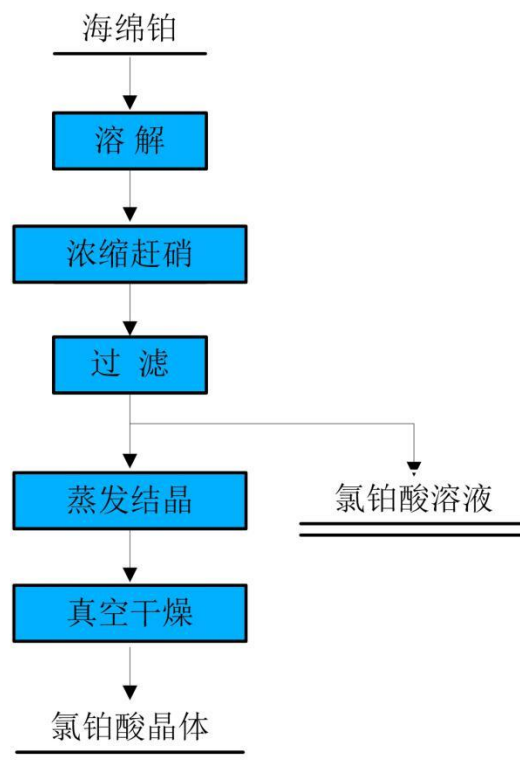 海绵铂
溶 解
浓缩赶硝
过 滤
氯铂酸溶液
蒸发结晶
真空干燥
氯铂酸晶体